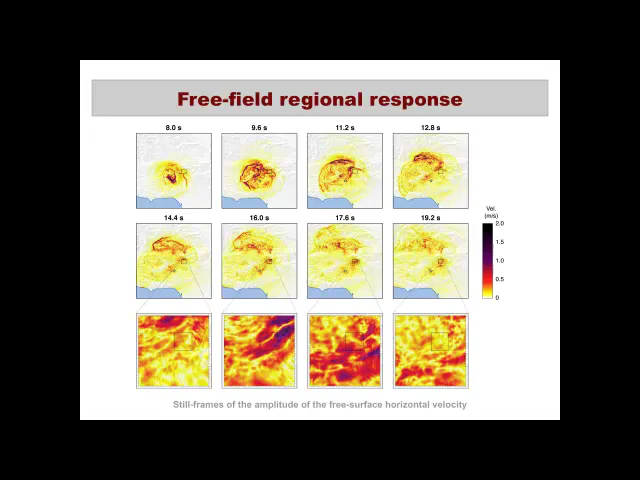 Free-field regional response
8.0 s
9.6 s
11.2 s
12.8 s
14.4 s
16.0 s
17.6 s
19.2 s
Vel.
(m/s)
2.0
1.5
1.0
0.5
0
Still-frames of the amplitude of the free-surface horizontal velocity